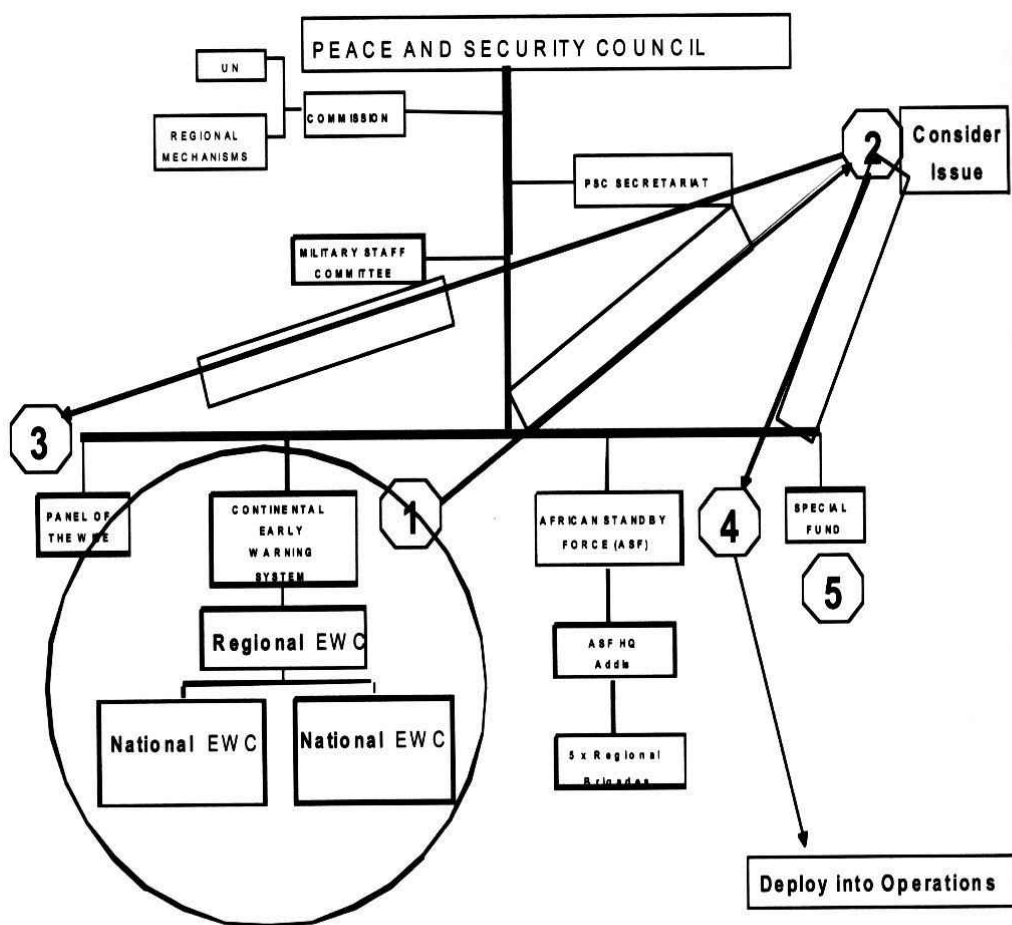 PEACE AND SECURITY COUNCIL
UN
COMMISSION
REGIONAL
MECHANISMS
2
Consider
Issue
PSC SECRETARIAT
MILITARY STAFF
COMMITTEE
3
PANEL OF
THE WISE
CONTINENTAL
EARLY
WARNING
SYSTEM
1
AFRICAN STANDBY
FORCE (ASF)
4
SPECIAL
FUND
5
Regional EWC
ASF HQ
Addis
National EWC
National EWC
5 x Regional
Brigades
Deploy into Operations